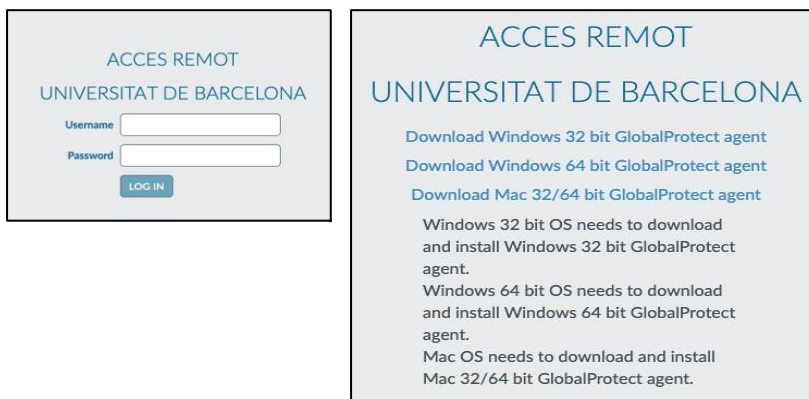 ACCES REMOT
UNIVERSITAT DE BARCELONA
Username
Password
LOG IN
ACCES REMOT
UNIVERSITAT DE BARCELONA
Download Windows 32 bit GlobalProtect agent
Download Windows 64 bit GlobalProtect agent
Download Mac 32/64 bit GlobalProtect agent
Windows 32 bit OS needs to download
and install Windows 32 bit GlobalProtect
agent.
Windows 64 bit OS needs to download
and install Windows 64 bit GlobalProtect
agent.
Mac OS needs to download and install
Mac 32/64 bit GlobalProtect agent.